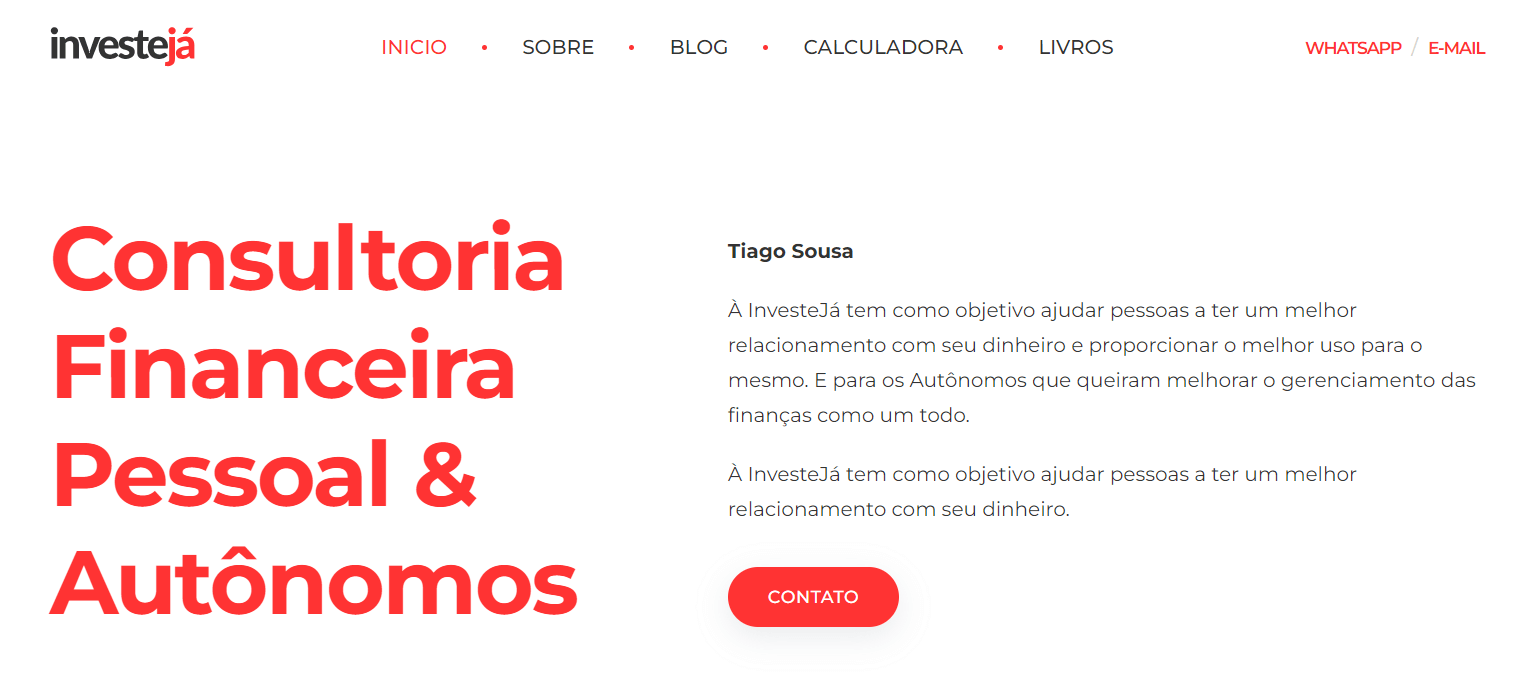 investejá
INICIO • SOBRE • BLOG • CALCULADORA • LIVROS
WHATSAPP / E-MAIL
Consultoria
Financeira
Pessoal &
Autônomos
Tiago Sousa
À InvesteJá tem como objetivo ajudar pessoas a ter um melhor
relacionamento com seu dinheiro e proporcionar o melhor uso para o
mesmo. E para os Autônomos que queiram melhorar o gerenciamento das
finanças como um todo.
À InvesteJá tem como objetivo ajudar pessoas a ter um melhor
relacionamento com seu dinheiro.
CONTATO